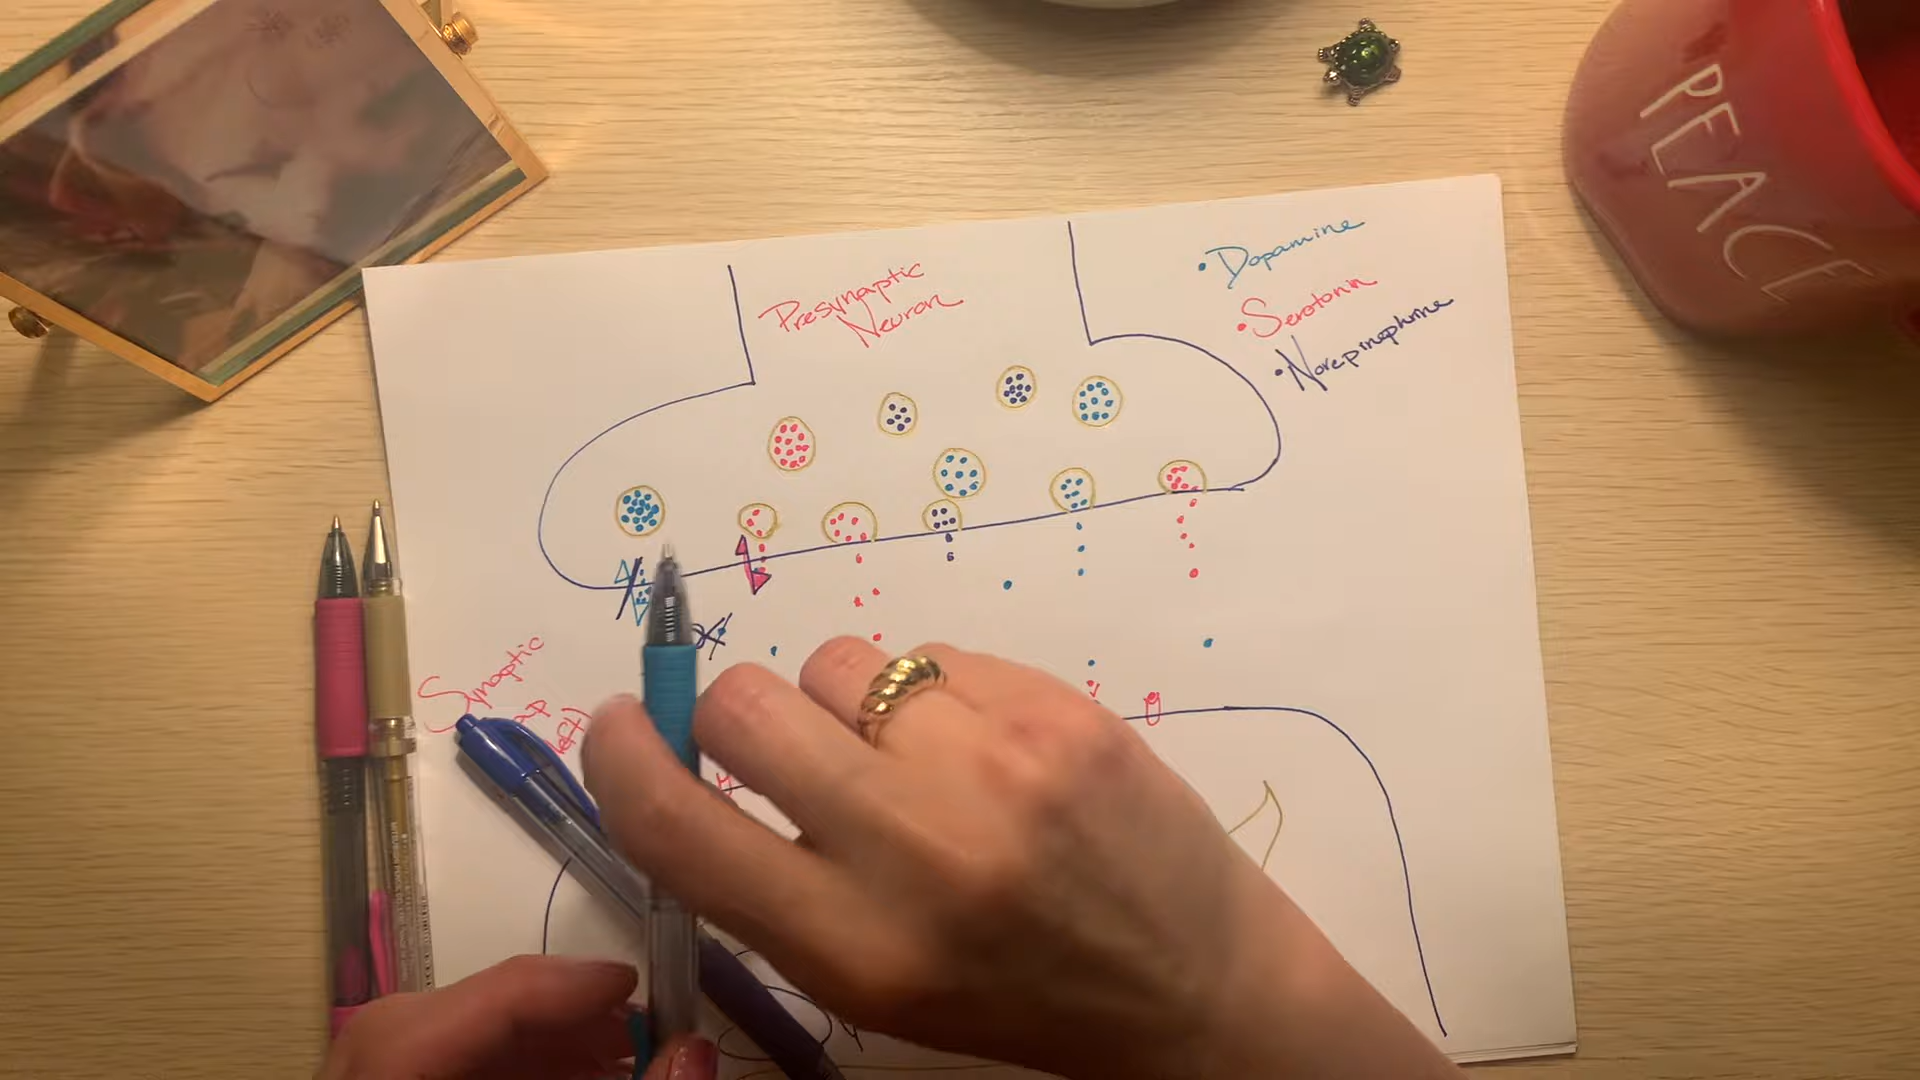 PEACE
• Dopamine
Presynaptic
Neuron
• Serotonin
• Norepinephrine
Synaptic